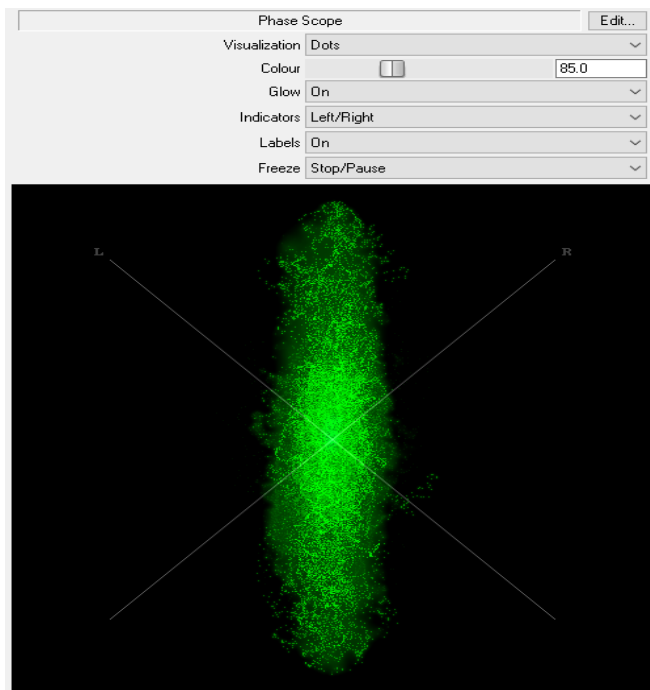 Phase Scope Edit...
Visualization Dots
Colour 85.0
Glow On
Indicators Left/Right
Labels On
Freeze Stop/Pause
L R